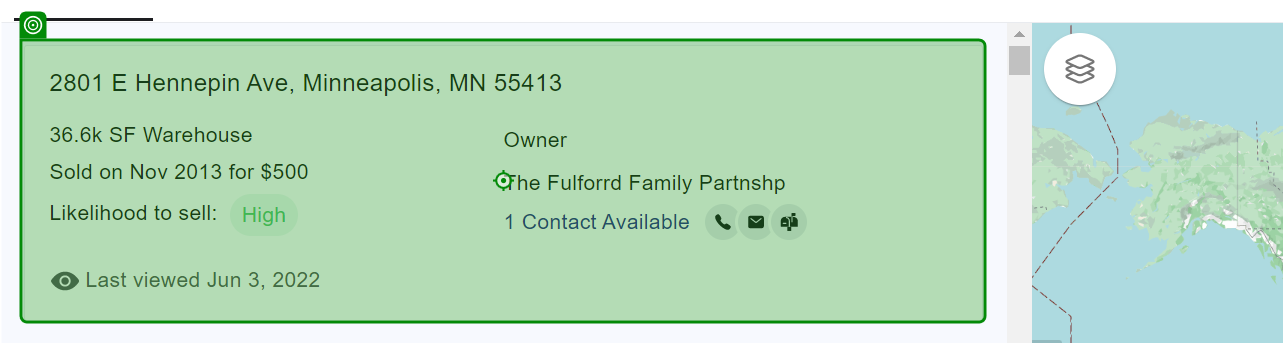 2801 E Hennepin Ave, Minneapolis, MN 55413
36.6k SF Warehouse
Sold on Nov 2013 for $500
Likelihood to sell: High
Owner
The Fulforrd Family Partnshp
1 Contact Available
Last viewed Jun 3, 2022